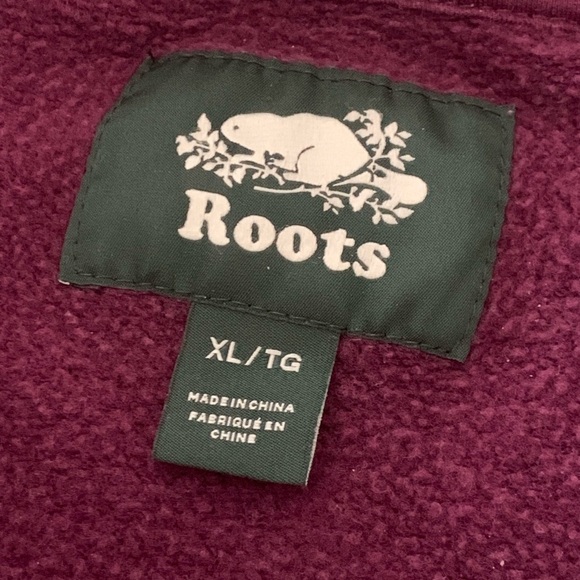 Roots
XL/TG
MADE IN CHINA
FABRIQUÉ EN
CHINE